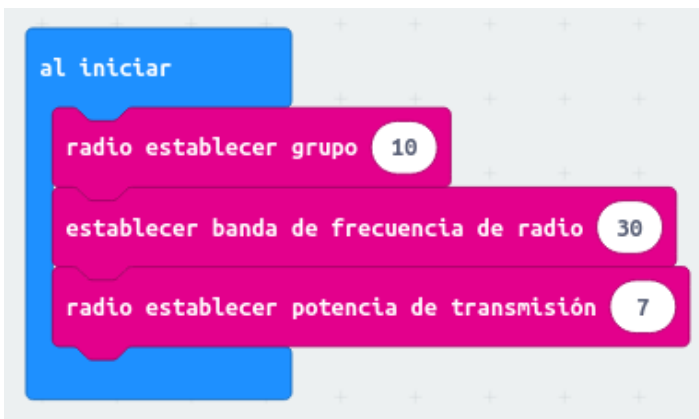 al iniciar
radio establecer grupo 10
establecer banda de frecuencia de radio 30
radio establecer potencia de transmisión 7